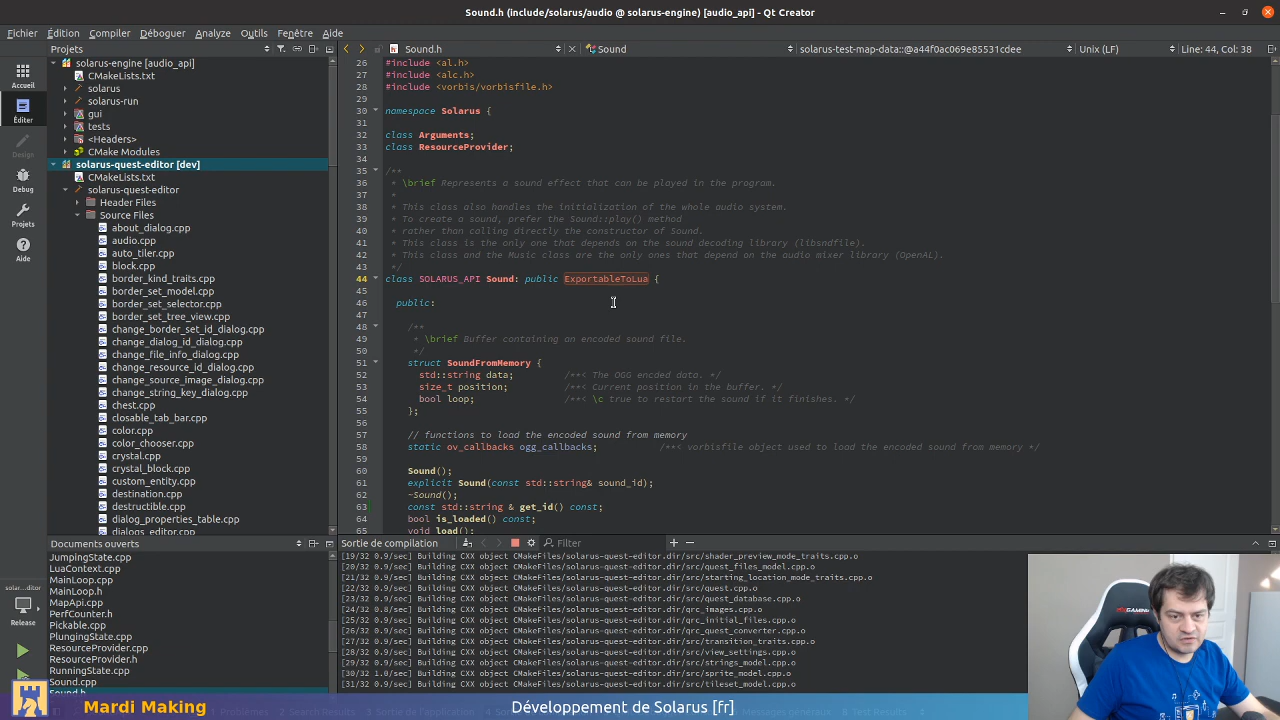 Sound.h (include/solarus/audio @ solarus-engine) [audio_api] - Qt Creator
Fichier Édition Compiler Déboguer Analyze Outils Fenêtre Aide
Projets
Sound.h
Sound
solarus-test-map-data::@a44f0ac069e85531cdee
Unix (LF)
Line: 44, Col: 38
Accueil
Éditer
Design
Debug
Projets
Aide
Release
solarus-engine [audio_api]
CMakeLists.txt
solarus
solarus-run
gui
tests
<Headers>
CMake Modules
solarus-quest-editor [dev]
CMakeLists.txt
solarus-quest-editor
Header Files
Source Files
about_dialog.cpp
audio.cpp
auto_tiler.cpp
block.cpp
border_kind_traits.cpp
border_set_model.cpp
border_set_selector.cpp
border_set_tree_view.cpp
change_border_set_id_dialog.cpp
change_dialog_id_dialog.cpp
change_file_info_dialog.cpp
change_resource_id_dialog.cpp
change_source_image_dialog.cpp
change_string_key_dialog.cpp
chest.cpp
closable_tab_bar.cpp
color.cpp
color_chooser.cpp
crystal.cpp
crystal_block.cpp
custom_entity.cpp
destination.cpp
destructible.cpp
dialog_properties_table.cpp
dialogs_editor.cpp
26 #include <al.h>
27 #include <alc.h>
28 #include <vorbis/vorbisfile.h>
29
30 namespace Solarus {
31
32 class Arguments;
33 class ResourceProvider;
34
35 /**
36 * \brief Represents a sound effect that can be played in the program.
37 *
38 * This class also handles the initialization of the whole audio system.
39 * To create a sound, prefer the Sound::play() method
40 * rather than calling directly the constructor of Sound.
41 * This class is the only one that depends on the sound decoding library (libsndfile).
42 * This class and the Music class are the only ones that depend on the audio mixer library (OpenAL).
43 */
44 class SOLARUS_API Sound: public ExportableToLua {
45
46 public:
47
48 /**
49 * \brief Buffer containing an encoded sound file.
50 */
51 struct SoundFromMemory {
52 std::string data; /**< The OGG encded data. */
53 size_t position; /**< Current position in the buffer. */
54 bool loop; /**< \c true to restart the sound if it finishes. */
55 };
56
57 // functions to load the encoded sound from memory
58 static ov_callbacks ogg_callbacks; /**< vorbisfile object used to load the encoded sound from memory */
59
60 Sound();
61 explicit Sound(const std::string& sound_id);
62 ~Sound();
63 const std::string & get_id() const;
64 bool is_loaded() const;
65 void load();
Documents ouverts
JumpingState.cpp
LuaContext.cpp
MainLoop.cpp
MainLoop.h
MapApi.cpp
PerfCounter.h
Pickable.cpp
PlungingState.cpp
ResourceProvider.cpp
ResourceProvider.h
RunningState.cpp
Sound.cpp
Sound.h
Sortie de compilation
Filter
[19/32 0.9/sec] Building CXX object CMakeFiles/solarus-quest-editor.dir/src/shader_preview_mode_traits.cpp.o
[20/32 0.9/sec] Building CXX object CMakeFiles/solarus-quest-editor.dir/src/quest_files_model.cpp.o
[21/32 0.9/sec] Building CXX object CMakeFiles/solarus-quest-editor.dir/src/starting_location_mode_traits.cpp.o
[22/32 0.9/sec] Building CXX object CMakeFiles/solarus-quest-editor.dir/src/quest.cpp.o
[23/32 0.9/sec] Building CXX object CMakeFiles/solarus-quest-editor.dir/src/quest_database.cpp.o
[24/32 0.8/sec] Building CXX object CMakeFiles/solarus-quest-editor.dir/qrc_images.cpp.o
[25/32 0.9/sec] Building CXX object CMakeFiles/solarus-quest-editor.dir/qrc_initial_files.cpp.o
[26/32 0.9/sec] Building CXX object CMakeFiles/solarus-quest-editor.dir/qrc_quest_converter.cpp.o
[27/32 0.9/sec] Building CXX object CMakeFiles/solarus-quest-editor.dir/src/transition_traits.cpp.o
[28/32 0.9/sec] Building CXX object CMakeFiles/solarus-quest-editor.dir/src/view_settings.cpp.o
[29/32 0.9/sec] Building CXX object CMakeFiles/solarus-quest-editor.dir/src/strings_model.cpp.o
[30/32 1.0/sec] Building CXX object CMakeFiles/solarus-quest-editor.dir/src/sprite_model.cpp.o
[31/32 0.9/sec] Building CXX object CMakeFiles/solarus-quest-editor.dir/src/tileset_model.cpp.o
Mardi Making
Développement de Solarus [fr]